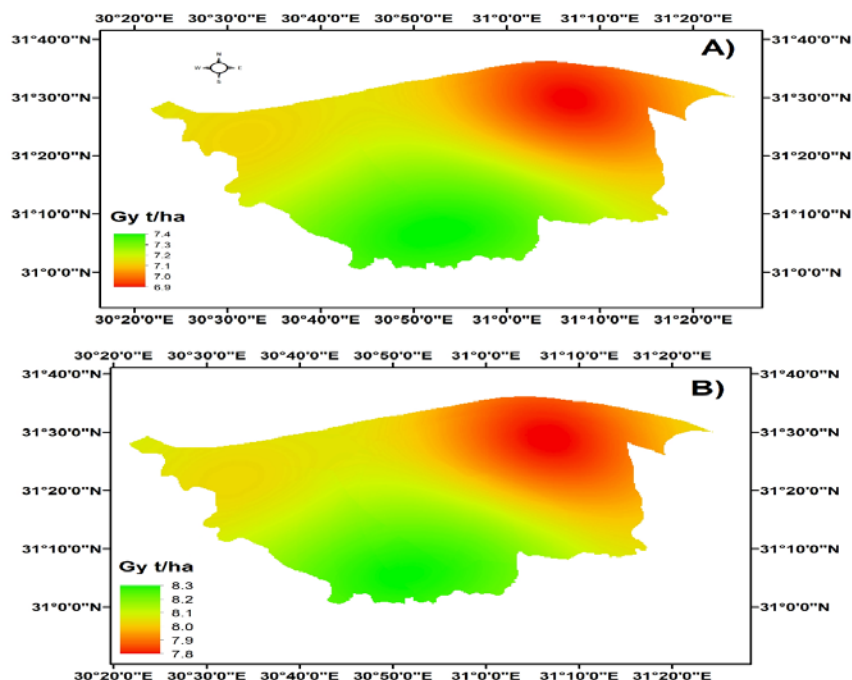 30°20'0"E 30°30'0"E 30°40'0"E 30°50'0"E 31°0'0"E 31°10'0"E 31°20'0"E
A)
31°40'0"N 31°40'0"N
N
W E
S
31°30'0"N 31°30'0"N
31°20'0"N 31°20'0"N
31°10'0"N 31°10'0"N
31°0'0"N 31°0'0"N
Gy t/ha
7.4
7.3
7.2
7.1
7.0
6.9
30°20'0"E 30°30'0"E 30°40'0"E 30°50'0"E 31°0'0"E 31°10'0"E 31°20'0"E
30°20'0"E 30°30'0"E 30°40'0"E 30°50'0"E 31°0'0"E 31°10'0"E 31°20'0"E
B)
31°40'0"N 31°40'0"N
31°30'0"N 31°30'0"N
31°20'0"N 31°20'0"N
31°10'0"N 31°10'0"N
31°0'0"N 31°0'0"N
Gy t/ha
8.3
8.2
8.1
8.0
7.9
7.8
30°20'0"E 30°30'0"E 30°40'0"E 30°50'0"E 31°0'0"E 31°10'0"E 31°20'0"E